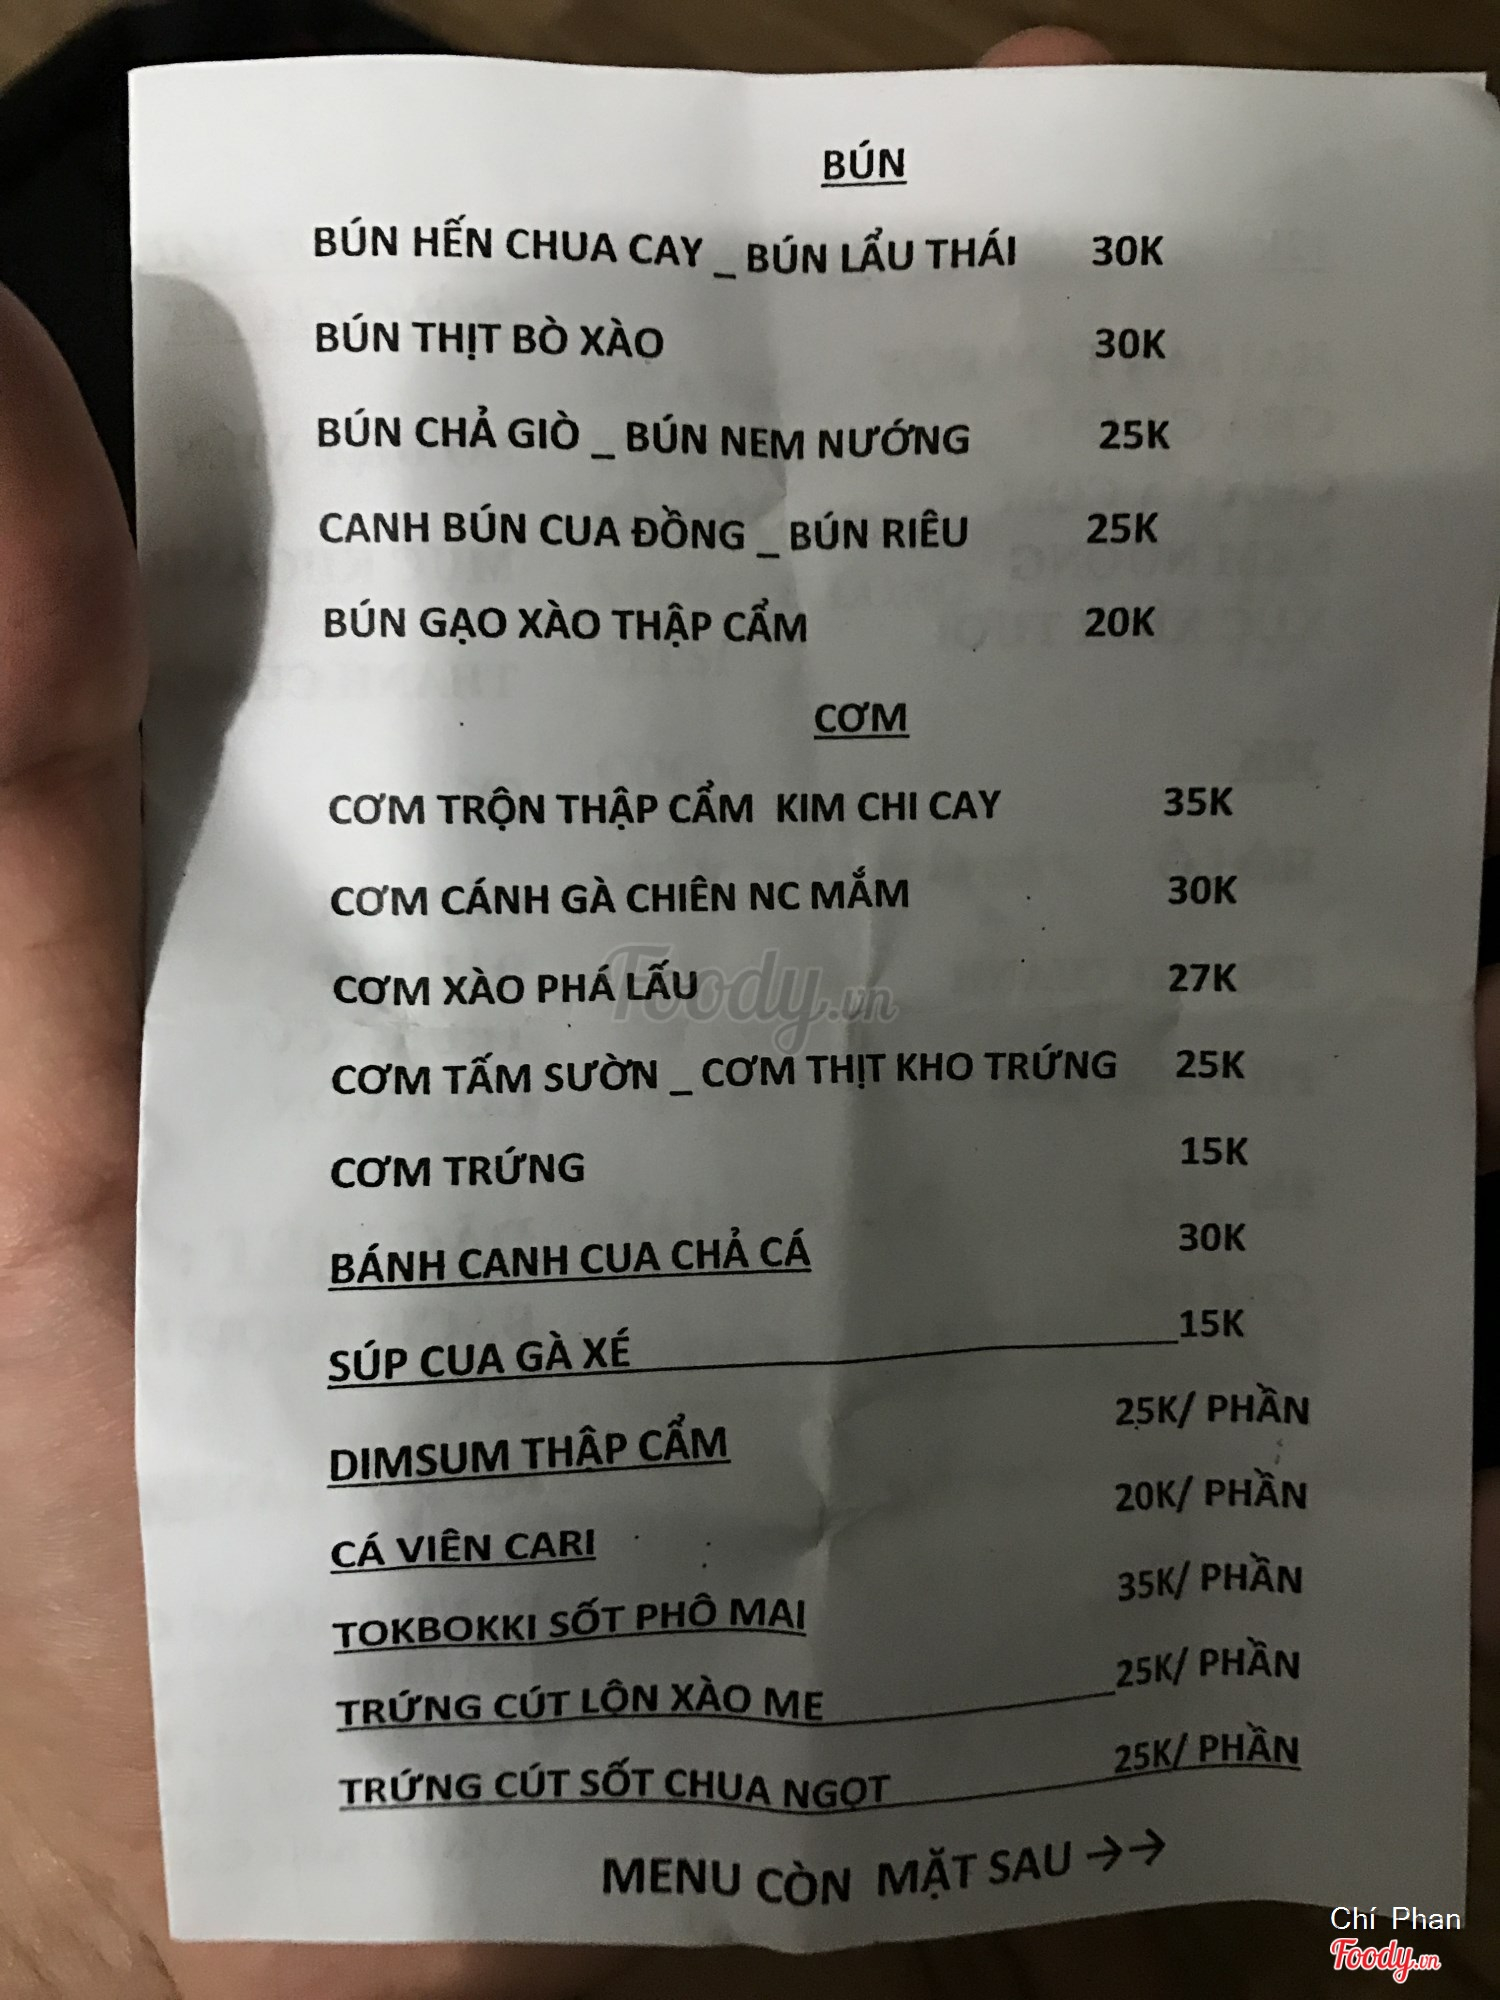 BÚN
BÚN HẾN CHUA CAY _ BÚN LẨU THÁI 30K
BÚN THỊT BÒ XÀO 30K
BÚN CHẢ GIÒ _ BÚN NEM NƯỚNG 25K
CANH BÚN CUA ĐỒNG _ BÚN RIÊU 25K
BÚN GẠO XÀO THẬP CẨM 20K
CƠM
CƠM TRỘN THẬP CẨM KIM CHI CAY 35K
CƠM CÁNH GÀ CHIÊN NC MẮM 30K
CƠM XÀO PHÁ LẤU 27K
CƠM TẤM SƯỜN _ CƠM THỊT KHO TRỨNG 25K
CƠM TRỨNG 15K
BÁNH CANH CUA CHẢ CÁ 30K
SÚP CUA GÀ XÉ 15K
DIMSUM THẬP CẨM 25K/ PHẦN
CÁ VIÊN CARI 20K/ PHẦN
TOKBOKKI SỐT PHÔ MAI 35K/ PHẦN
TRỨNG CÚT LỘN XÀO ME 25K/ PHẦN
TRỨNG CÚT SỐT CHUA NGỌT 25K/ PHẦN
MENU CÒN MẶT SAU →→
Foody.vn
Chí Phan
Foody.vn